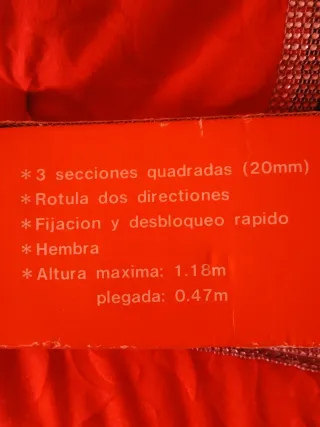 *3 secciones quadradas (20mm)
*Rotula dos directiones
*Fijacion y desbloqueo rapido
*Hembra
*Altura maxima: 1.18m
plegada: 0.47m